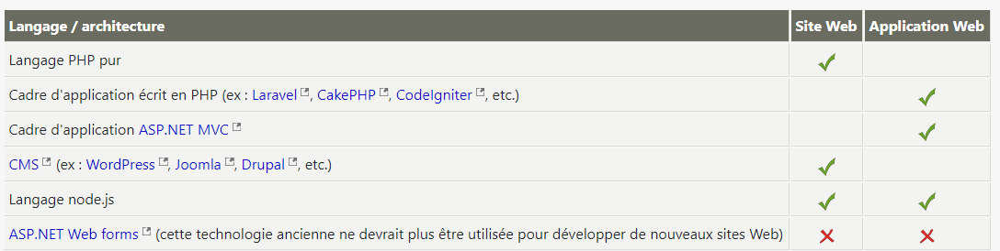 Langage / architecture Site Web Application Web
Langage PHP pur
Cadre d'application écrit en PHP (ex : Laravel, CakePHP, CodeIgniter, etc.)
Cadre d'application ASP.NET MVC
CMS (ex : WordPress, Joomla, Drupal, etc.)
Langage node.js
ASP.NET Web forms (cette technologie ancienne ne devrait plus être utilisée pour développer de nouveaux sites Web)